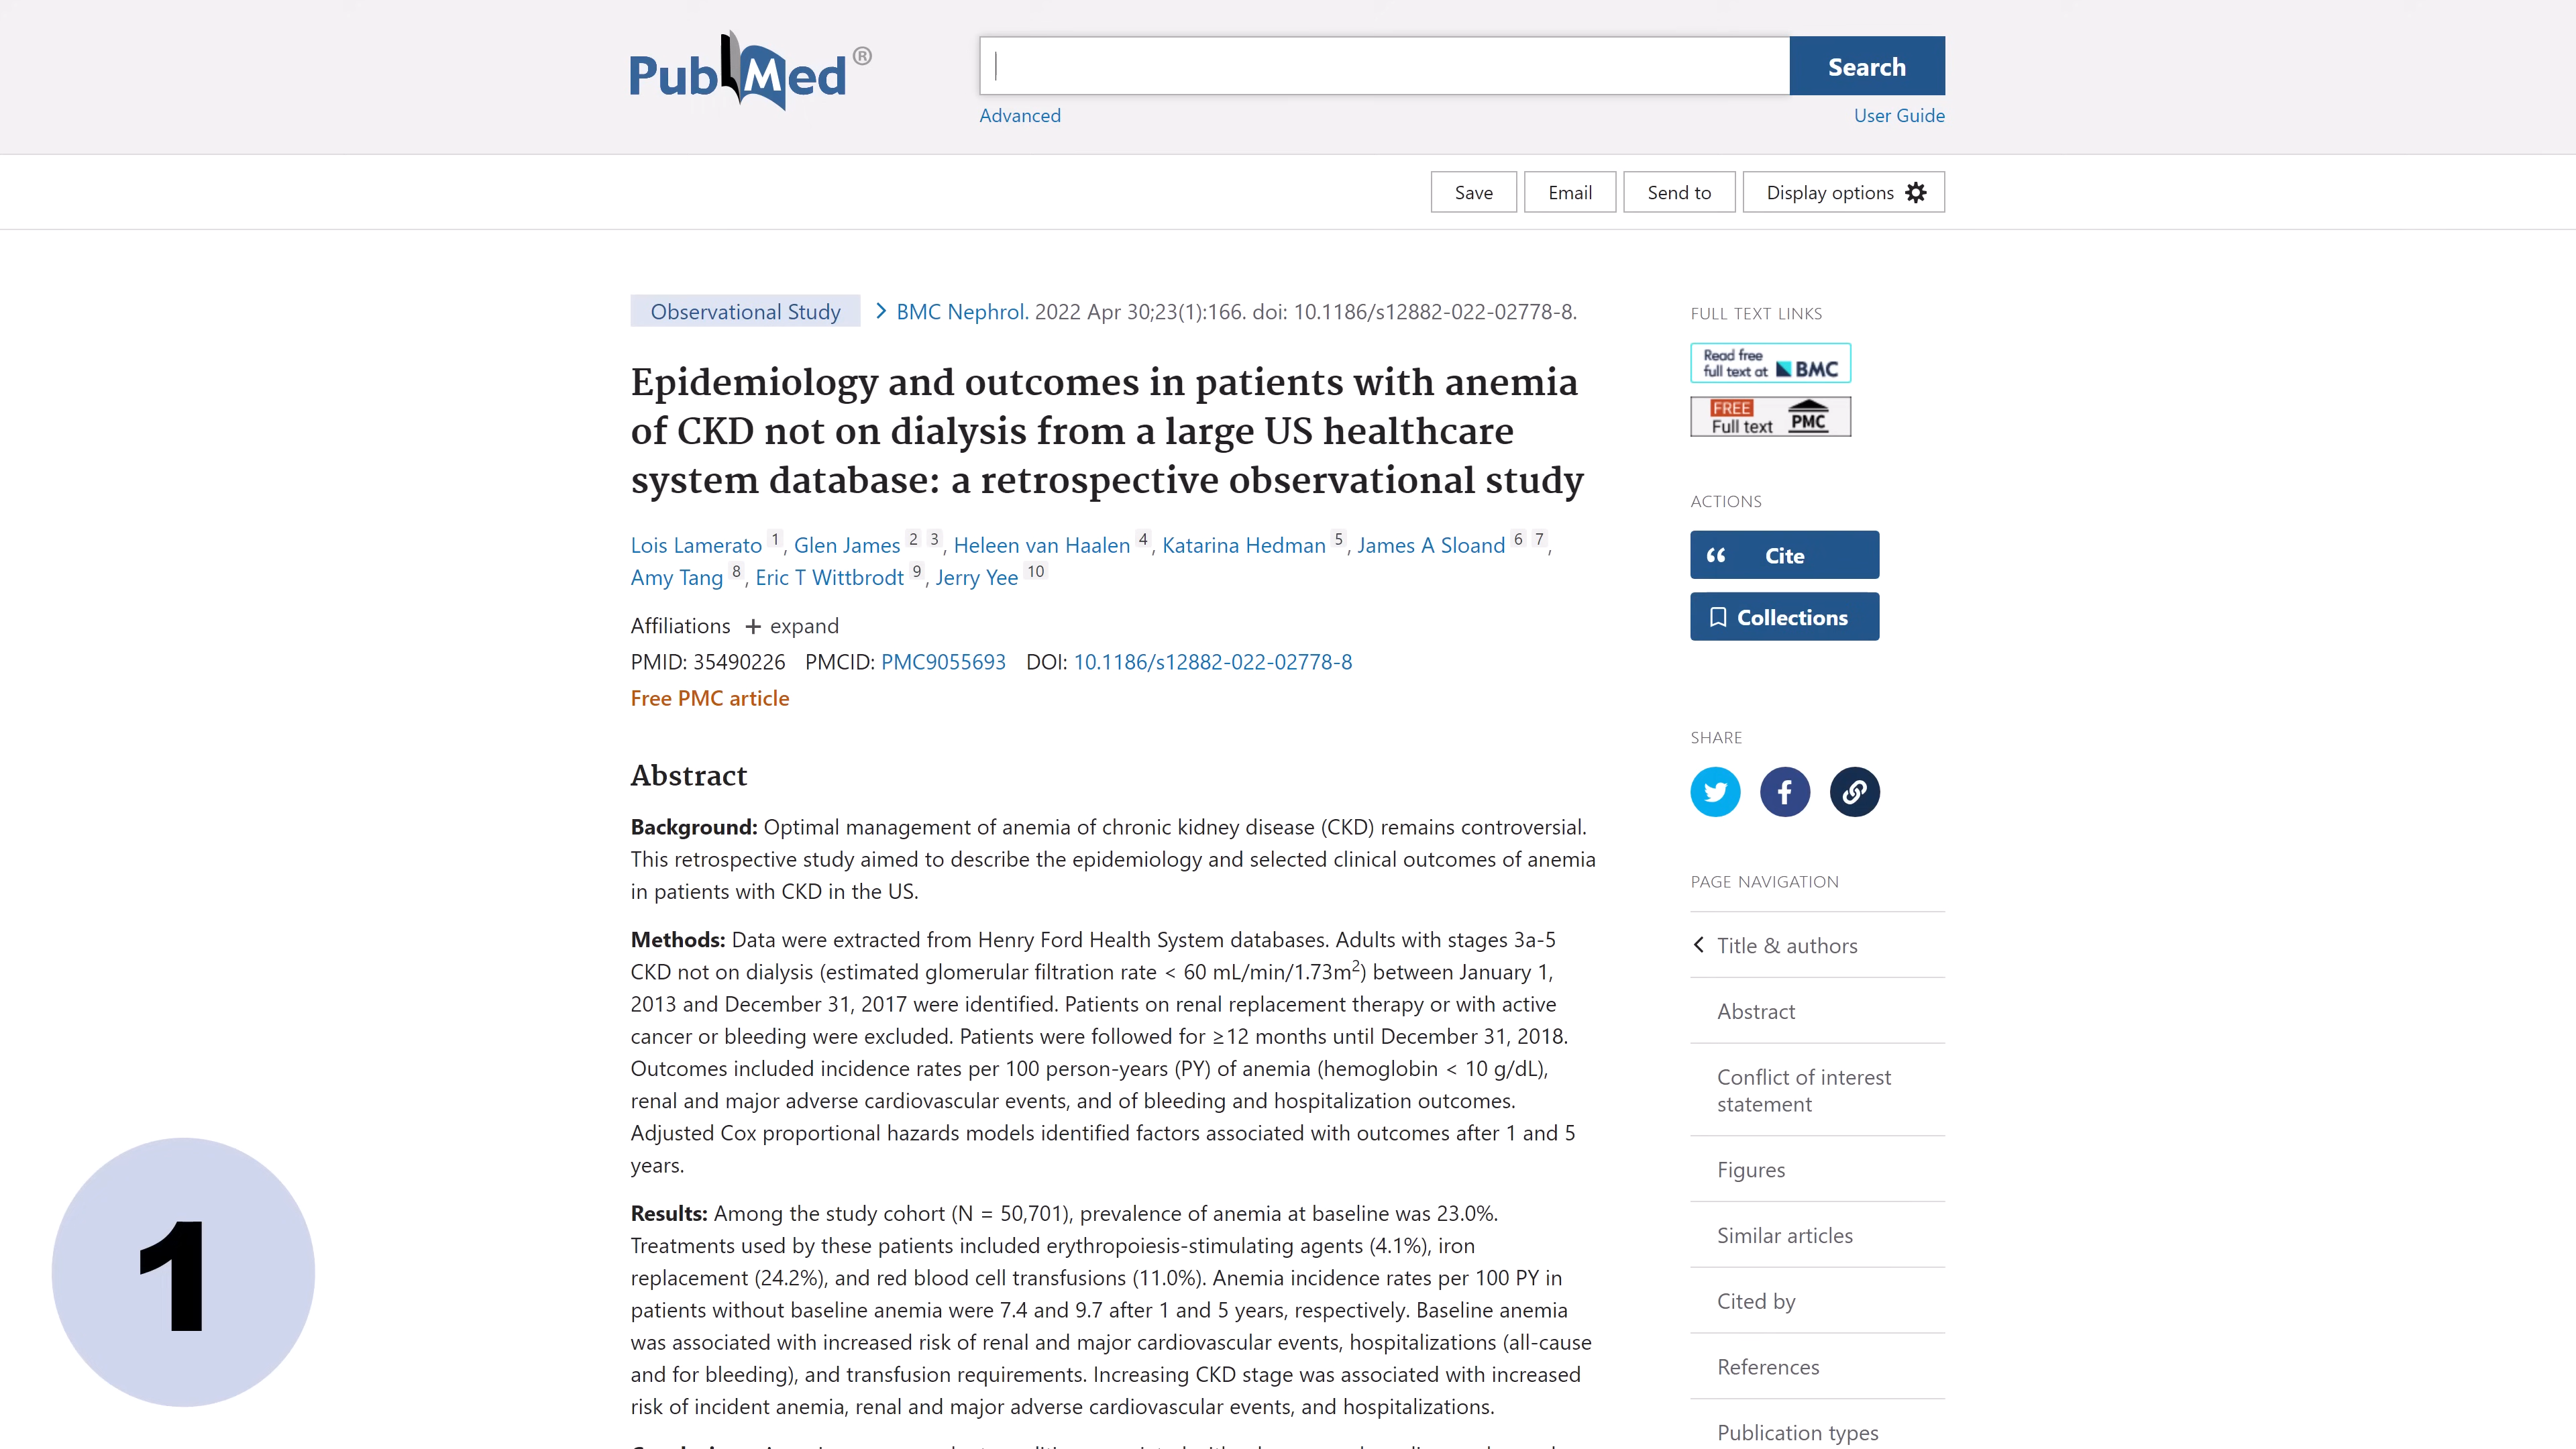 PubMed®
Search
Advanced
User Guide
Save
Email
Send to
Display options
Observational Study
BMC Nephrol. 2022 Apr 30;23(1):166. doi: 10.1186/s12882-022-02778-8.
Epidemiology and outcomes in patients with anemia
of CKD not on dialysis from a large US healthcare
system database: a retrospective observational study
Lois Lamerato 1, Glen James 2 3, Heleen van Haalen 4, Katarina Hedman 5, James A Sloand 6 7,
Amy Tang 8, Eric T Wittbrodt 9, Jerry Yee 10
Affiliations + expand
PMID: 35490226 PMCID: PMC9055693 DOI: 10.1186/s12882-022-02778-8
Free PMC article
Abstract
Background: Optimal management of anemia of chronic kidney disease (CKD) remains controversial.
This retrospective study aimed to describe the epidemiology and selected clinical outcomes of anemia
in patients with CKD in the US.
Methods: Data were extracted from Henry Ford Health System databases. Adults with stages 3a-5
CKD not on dialysis (estimated glomerular filtration rate < 60 mL/min/1.73m2) between January 1,
2013 and December 31, 2017 were identified. Patients on renal replacement therapy or with active
cancer or bleeding were excluded. Patients were followed for ≥12 months until December 31, 2018.
Outcomes included incidence rates per 100 person-years (PY) of anemia (hemoglobin < 10 g/dL),
renal and major adverse cardiovascular events, and of bleeding and hospitalization outcomes.
Adjusted Cox proportional hazards models identified factors associated with outcomes after 1 and 5
years.
Results: Among the study cohort (N = 50,701), prevalence of anemia at baseline was 23.0%.
Treatments used by these patients included erythropoiesis-stimulating agents (4.1%), iron
replacement (24.2%), and red blood cell transfusions (11.0%). Anemia incidence rates per 100 PY in
patients without baseline anemia were 7.4 and 9.7 after 1 and 5 years, respectively. Baseline anemia
was associated with increased risk of renal and major cardiovascular events, hospitalizations (all-cause
and for bleeding), and transfusion requirements. Increasing CKD stage was associated with increased
risk of incident anemia, renal and major adverse cardiovascular events, and hospitalizations.
FULL TEXT LINKS
Read free
full text at BMC
FREE
Full text PMC
ACTIONS
Cite
Collections
SHARE
PAGE NAVIGATION
Title & authors
Abstract
Conflict of interest
statement
Figures
Similar articles
Cited by
References
Publication types
1